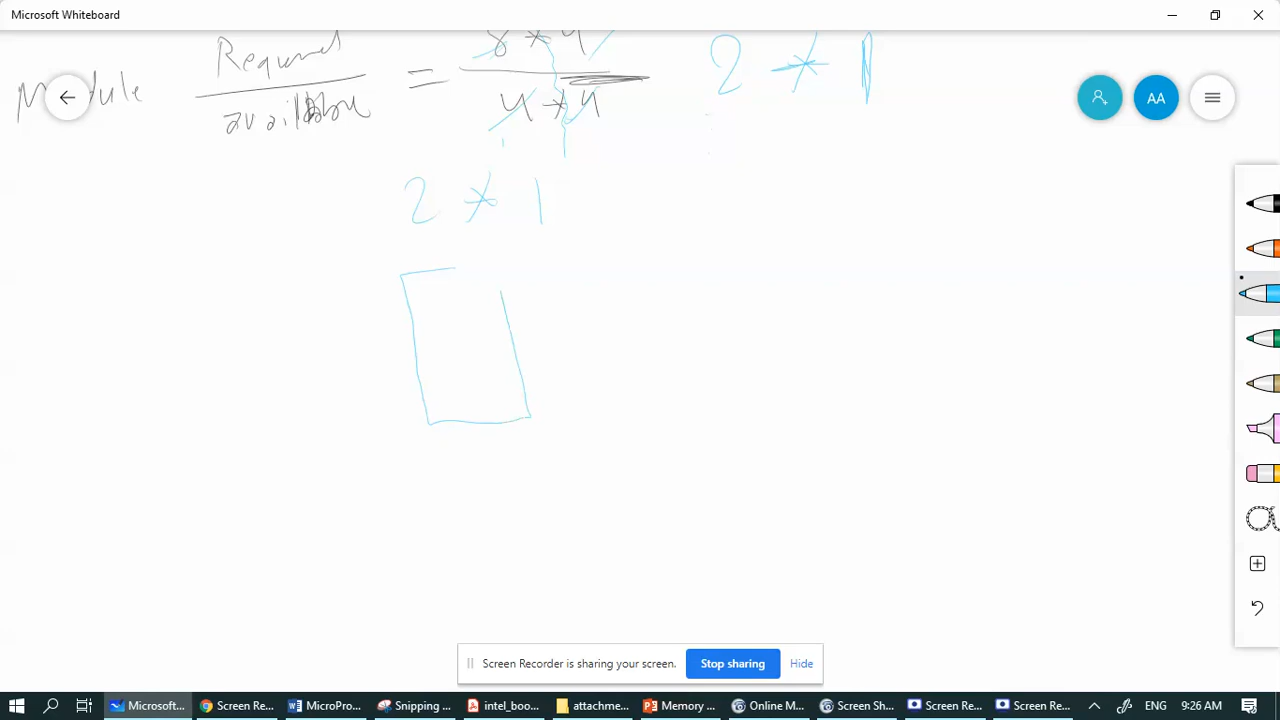 Microsoft Whiteboard
Module Required = 8 * 4 2 * 1
available 4 * 4
AA
2 * 1
Screen Recorder is sharing your screen. Stop sharing Hide
Microsoft... Screen Re... MicroPro... Snipping ... intel_boo... attachme... Memory ... Online M... Screen Sh... Screen Re... Screen Re... ENG 9:26 AM